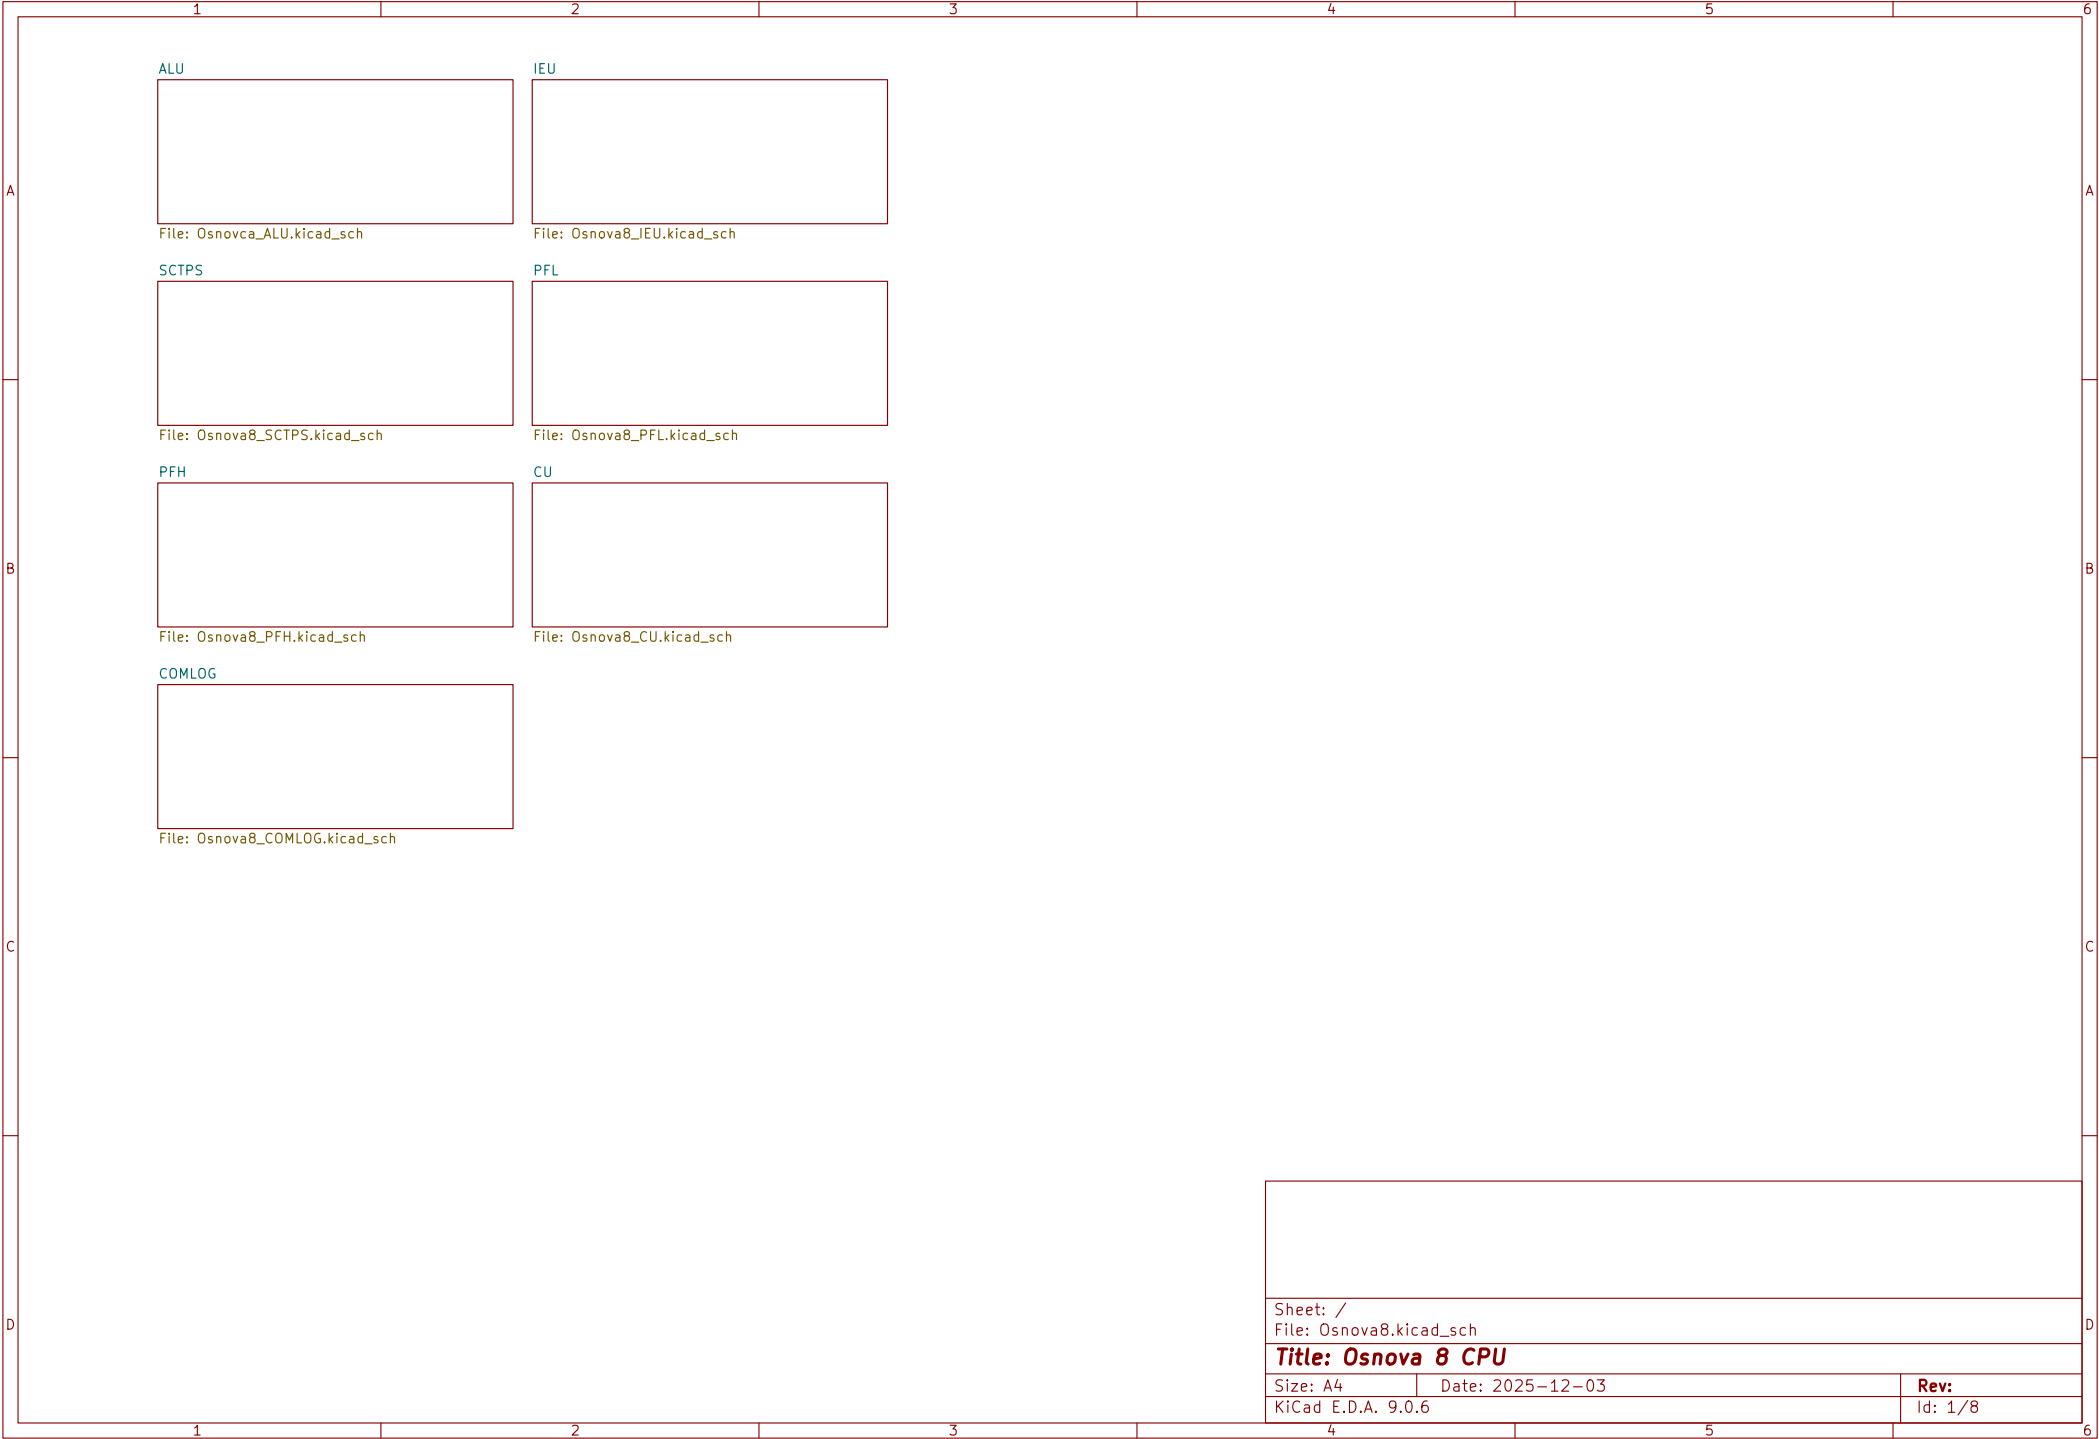 1 2 3 4 5 6
ALU IEU
A A
File: Osnovca_ALU.kicad_sch File: Osnova8_IEU.kicad_sch
SCTPS PFL
File: Osnova8_SCTPS.kicad_sch File: Osnova8_PFL.kicad_sch
PFH CU
B B
File: Osnova8_PFH.kicad_sch File: Osnova8_CU.kicad_sch
COMLOG
File: Osnova8_COMLOG.kicad_sch
C C
Sheet: /
D D
File: Osnova8.kicad_sch
Title: Osnova 8 CPU
Size: A4 Date: 2025-12-03 Rev:
KiCad E.D.A. 9.0.6 Id: 1/8
1 2 3 4 5 6